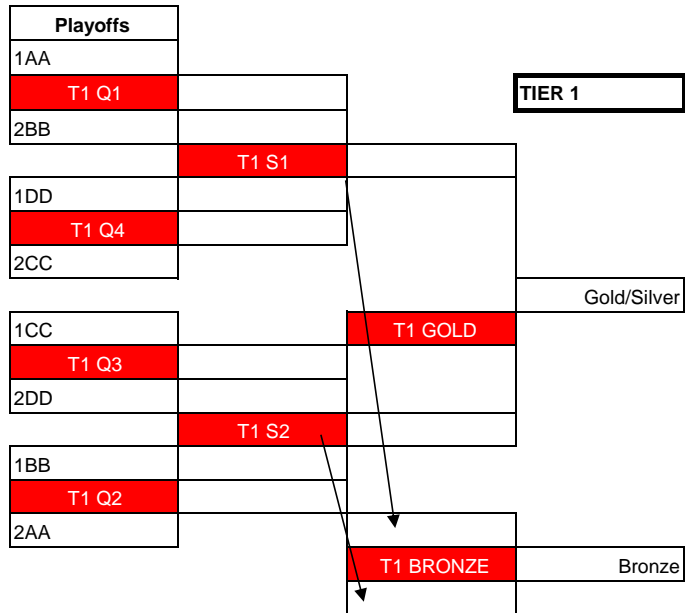 Playoffs
1AA
T1 Q1
TIER 1
2BB
T1 S1
1DD
T1 Q4
2CC
Gold/Silver
1CC
T1 GOLD
T1 Q3
2DD
T1 S2
1BB
T1 Q2
2AA
T1 BRONZE
Bronze